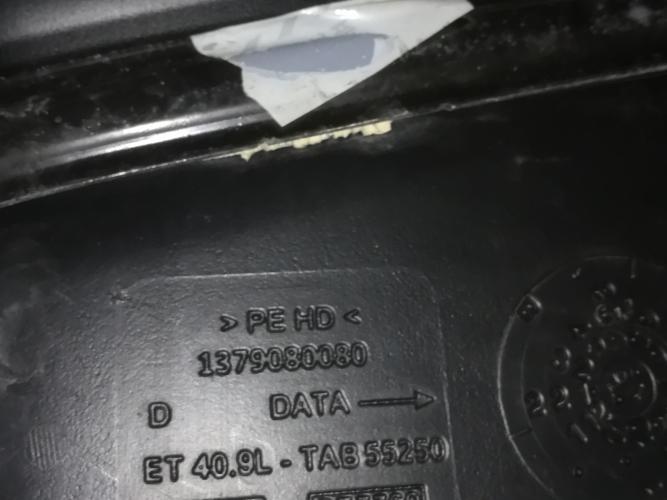 > PE HD <
1379080080
D DATA
ET 40.9L - TAB 55250